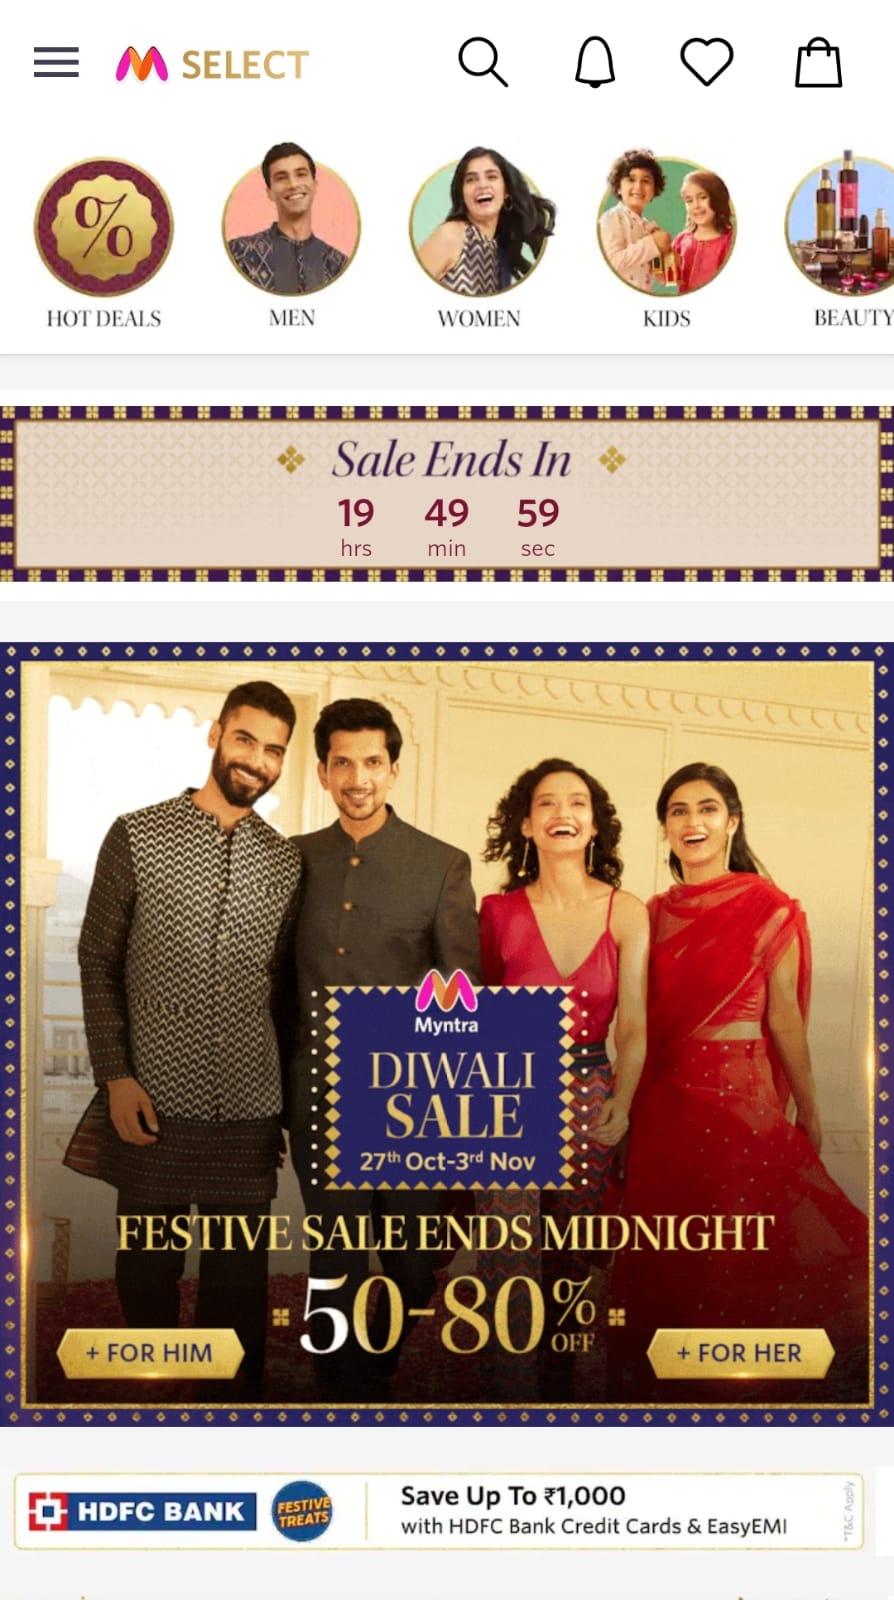 SELECT
%
HOT DEALS
MEN
WOMEN
KIDS
BEAUTY
Sale Ends In
19 49 59
hrs min sec
Myntra
DIWALI
SALE
27th Oct-3rd Nov
FESTIVE SALE ENDS MIDNIGHT
50-80% OFF
+ FOR HIM
+ FOR HER
HDFC BANK
FESTIVE
TREATS
Save Up To ₹1,000
with HDFC Bank Credit Cards & EasyEMI
*T&C Apply